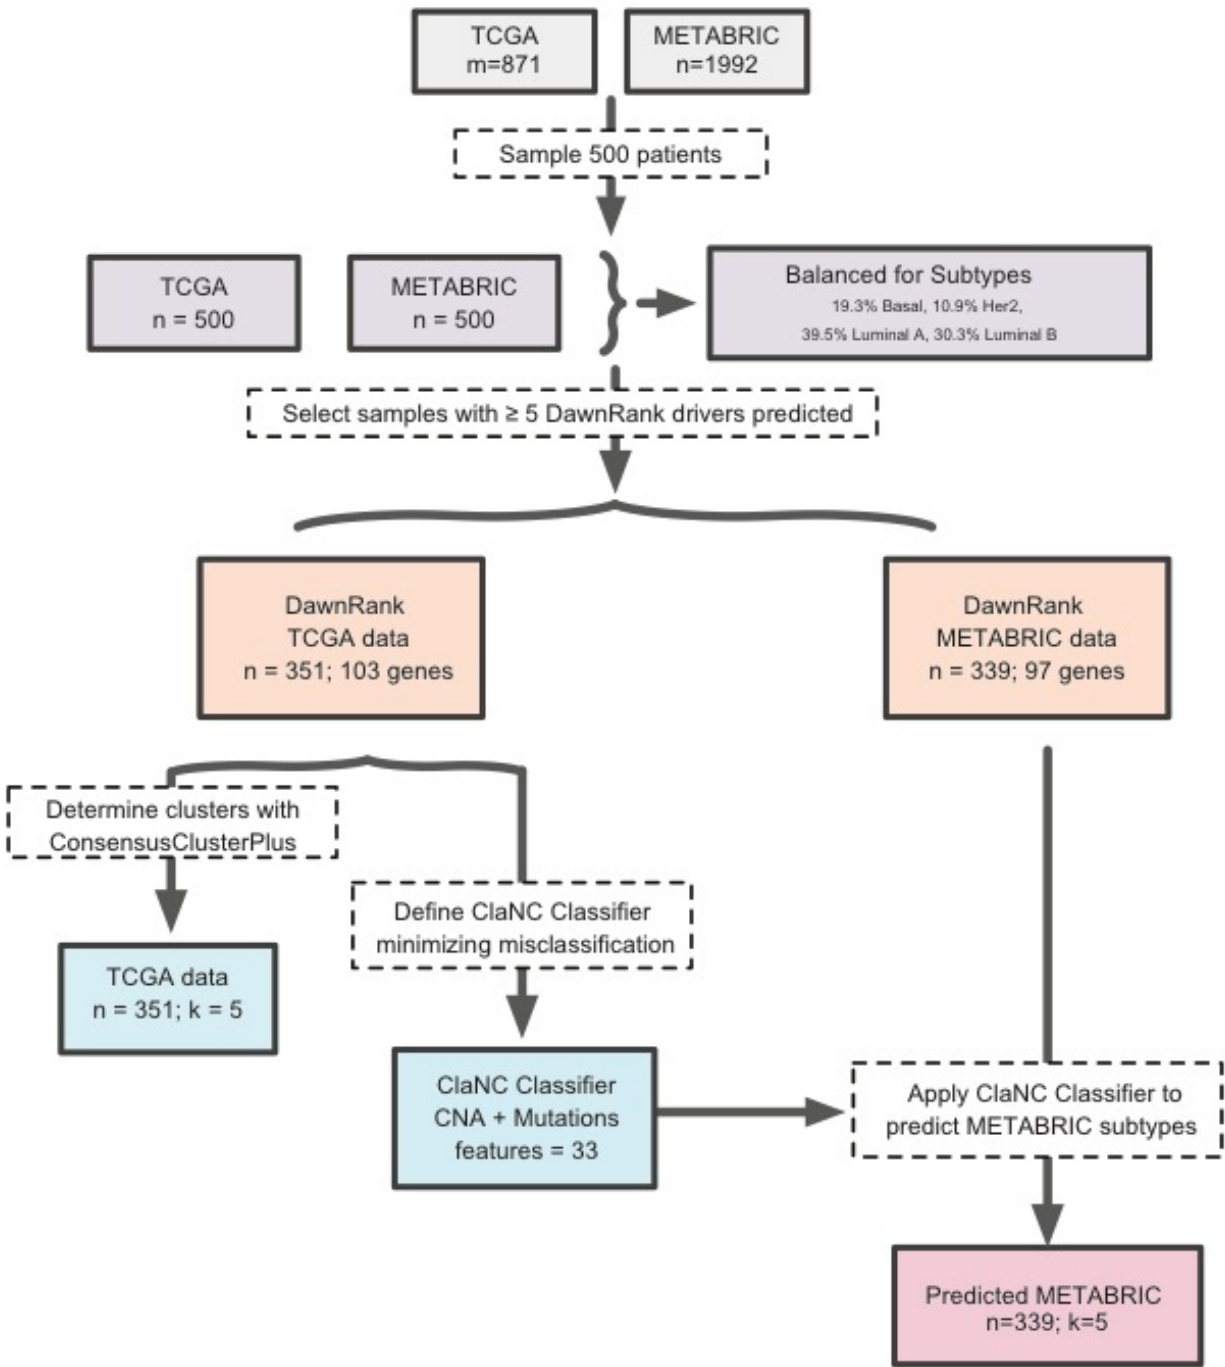 TCGA
m=871
METABRIC
n=1992
Sample 500 patients
TCGA
n = 500
METABRIC
n = 500
Balanced for Subtypes
19.3% Basal, 10.9% Her2,
39.5% Luminal A, 30.3% Luminal B
Select samples with ≥ 5 DawnRank drivers predicted
DawnRank
TCGA data
n = 351; 103 genes
DawnRank
METABRIC data
n = 339; 97 genes
Determine clusters with
ConsensusClusterPlus
Define ClaNC Classifier
minimizing misclassification
TCGA data
n = 351; k = 5
ClaNC Classifier
CNA + Mutations
features = 33
Apply ClaNC Classifier to
predict METABRIC subtypes
Predicted METABRIC
n=339; k=5